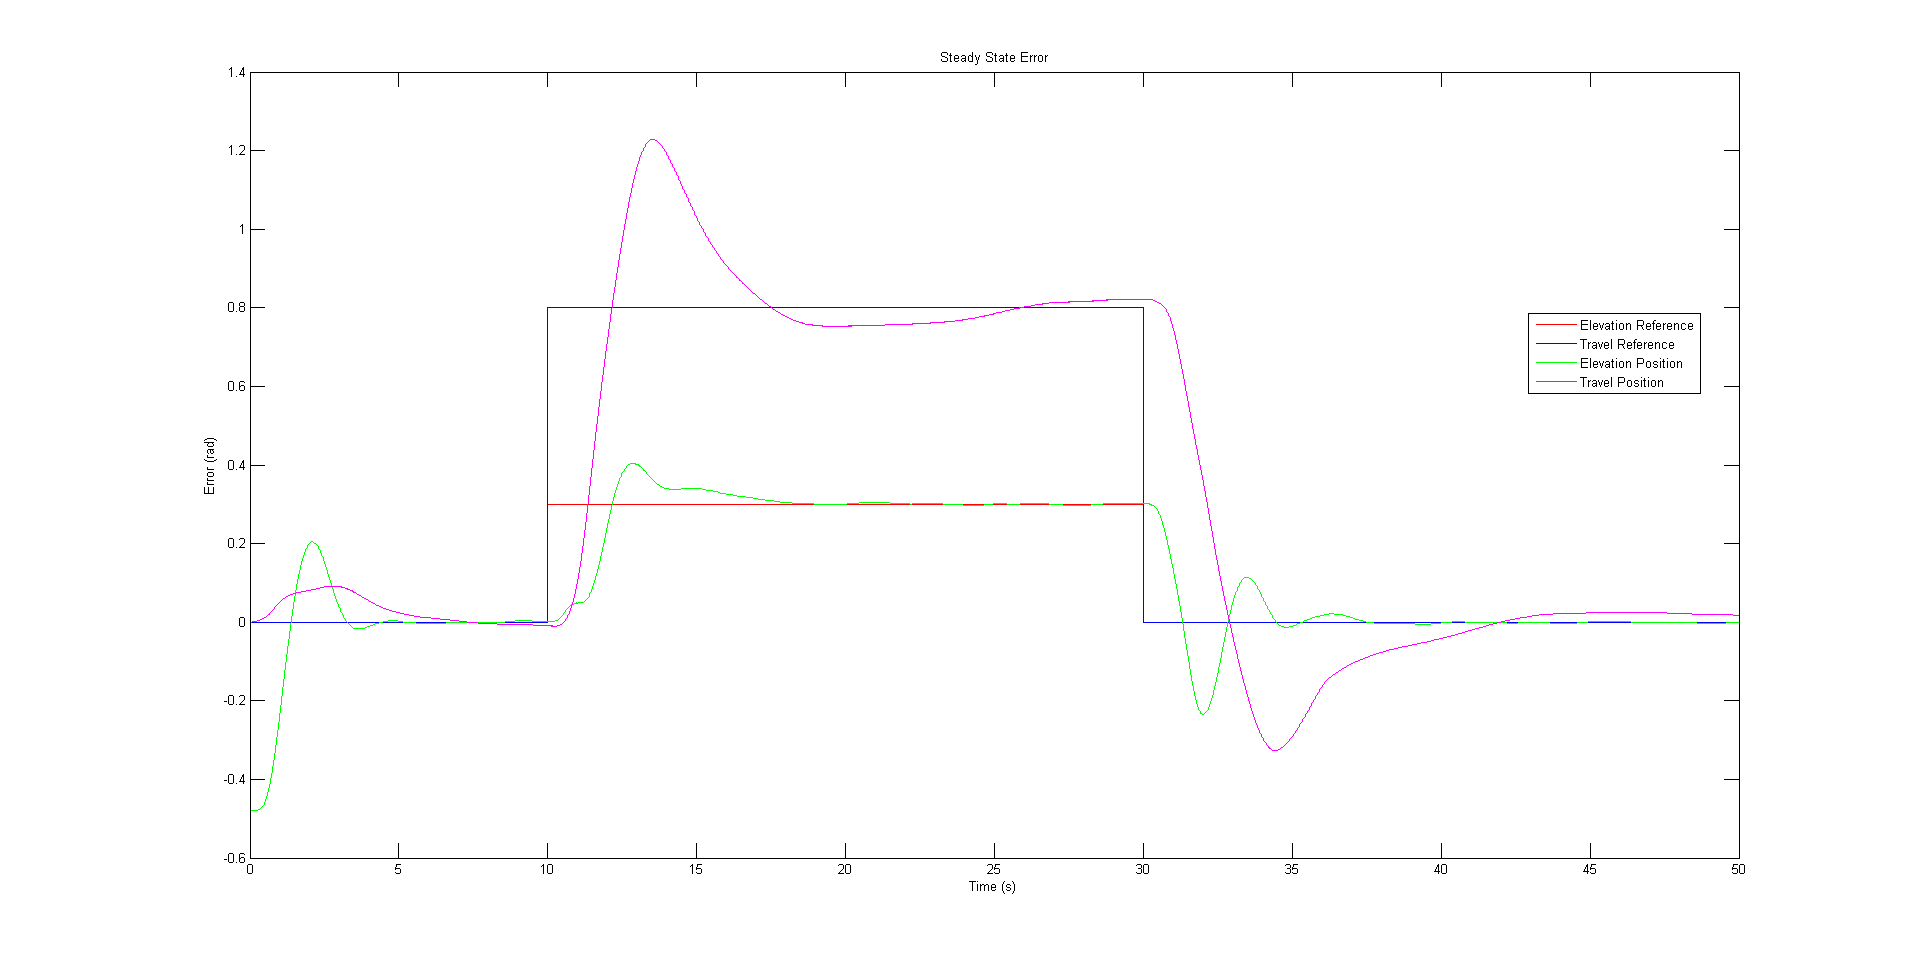 Steady State Error
1.4
1.2
1
0.8
0.6
0.4
0.2
0
-0.2
-0.4
-0.6
Error (rad)
0 5 10 15 20 25 30 35 40 45 50
Time (s)
Elevation Reference
Travel Reference
Elevation Position
Travel Position